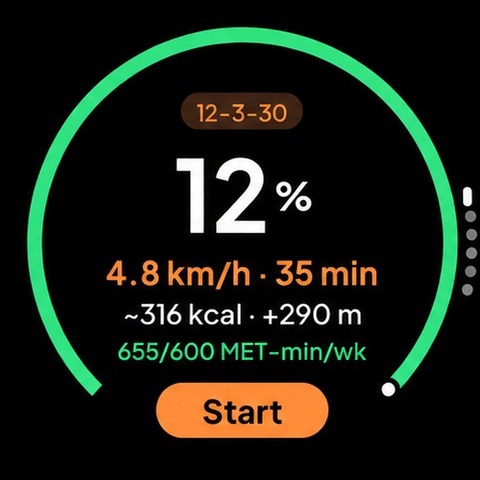 12-3-30
12%
4.8 km/h · 35 min
~316 kcal · +290 m
655/600 MET-min/wk
Start